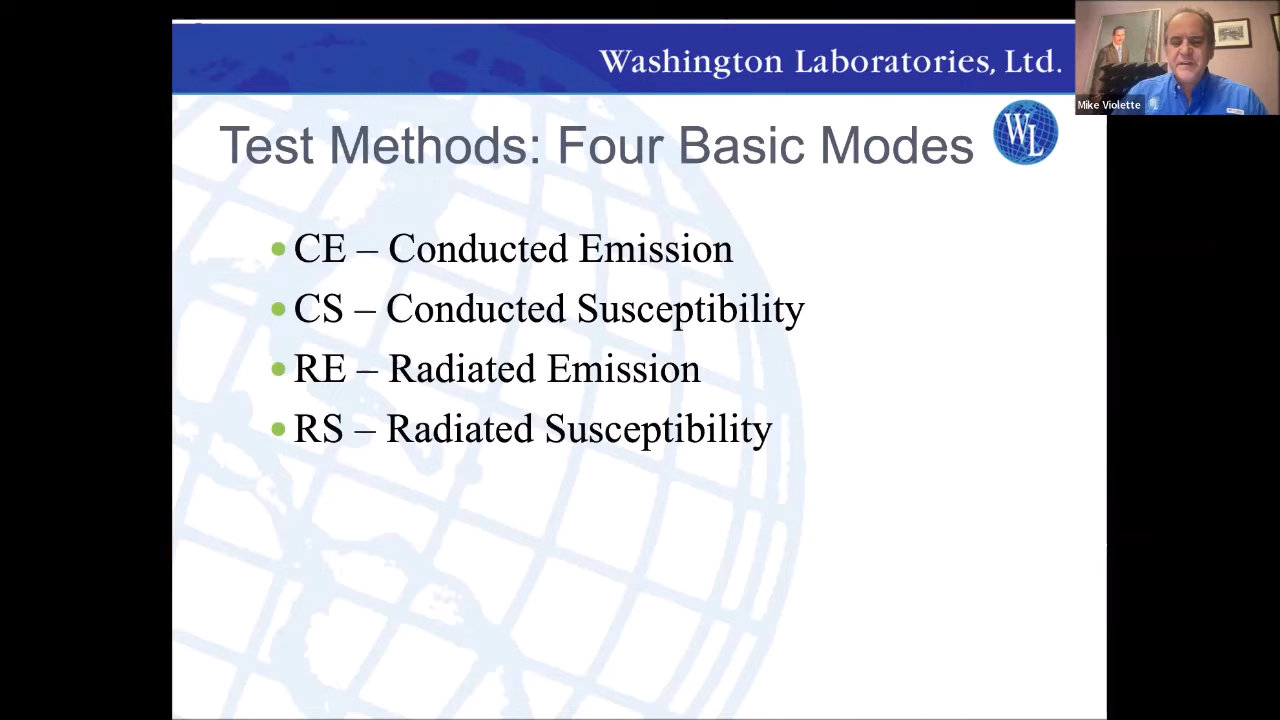 Washington Laboratories, Ltd.
Mike Violette
Test Methods: Four Basic Modes
WL
• CE – Conducted Emission
• CS – Conducted Susceptibility
• RE – Radiated Emission
• RS – Radiated Susceptibility